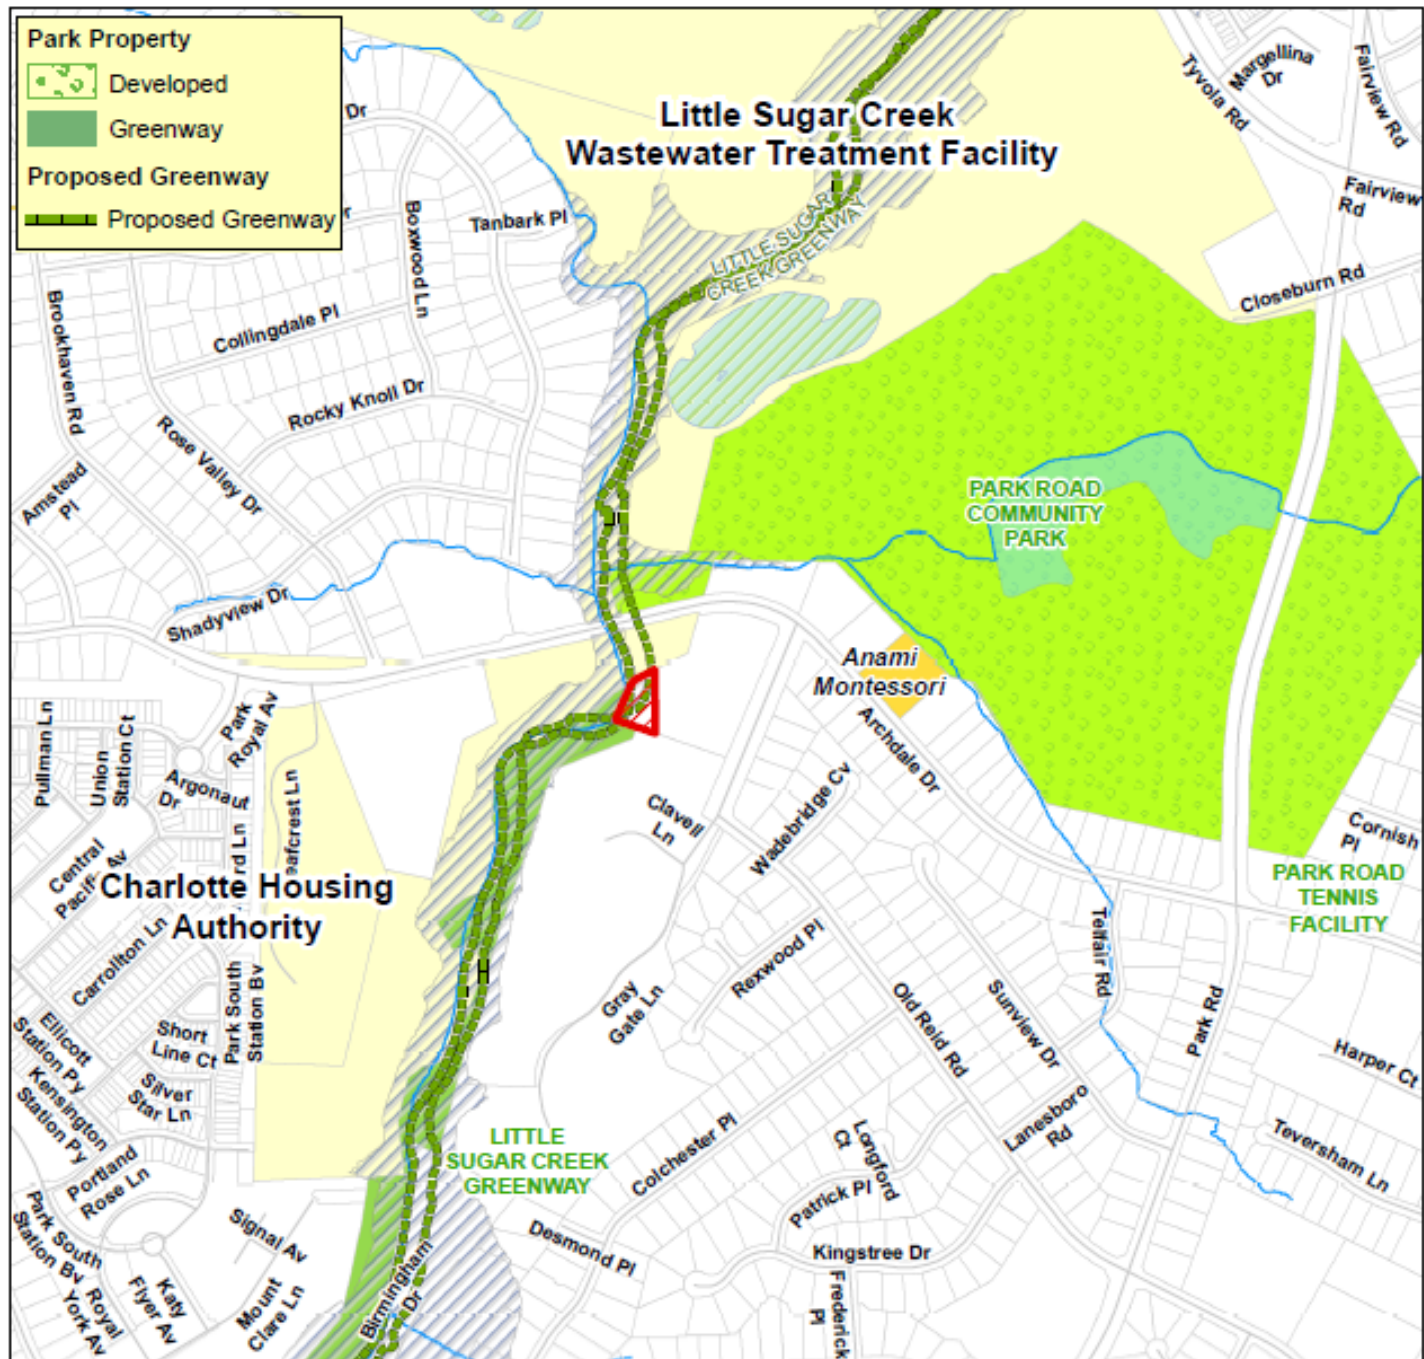 Park Property
Developed
Greenway
Proposed Greenway
Proposed Greenway
Little Sugar Creek
Wastewater Treatment Facility
LITTLE SUGAR
CREEK GREENWAY
Margellina
Dr
Tyvola Rd
Fairview Rd
Fairview
Rd
Closeburn Rd
Dr
Tanbark Pl
Boxwood Ln
Collingdale Pl
Brookhaven Rd
Rocky Knoll Dr
Rose Valley Dr
Amstead
Pl
Shadyview Dr
PARK ROAD
COMMUNITY
PARK
Anami
Montessori
Archdale Dr
Park
Royal Av
Pullman Ln
Union
Station Ct
Argonaut
Dr
Clavell
Ln
Wadebridge Cv
Cornish
Pl
Central
Pacific Av
Charlotte Housing
Authority
PARK ROAD
TENNIS
FACILITY
Carrollton Ln
Park South
Station Bv
Rexwood Pl
Telfair Rd
Gray
Gate Ln
Old Reid Rd
Sunview Dr
Park Rd
Ellicott
Station Py
Short
Line Ct
Harper Ct
Kensington
Station Py
Silver
Star Ln
Lanesboro
Rd
Portland
Rose Ln
LITTLE
SUGAR CREEK
GREENWAY
Colchester Pl
Longford
Ct
Teversham Ln
Patrick Pl
Park South
Station Bv
Signal Av
Desmond Pl
Kingstree Dr
Birmingham
Dr
Royal
York Av
Katy
Flyer Av
Mount
Clare Ln
Frederick
Pl